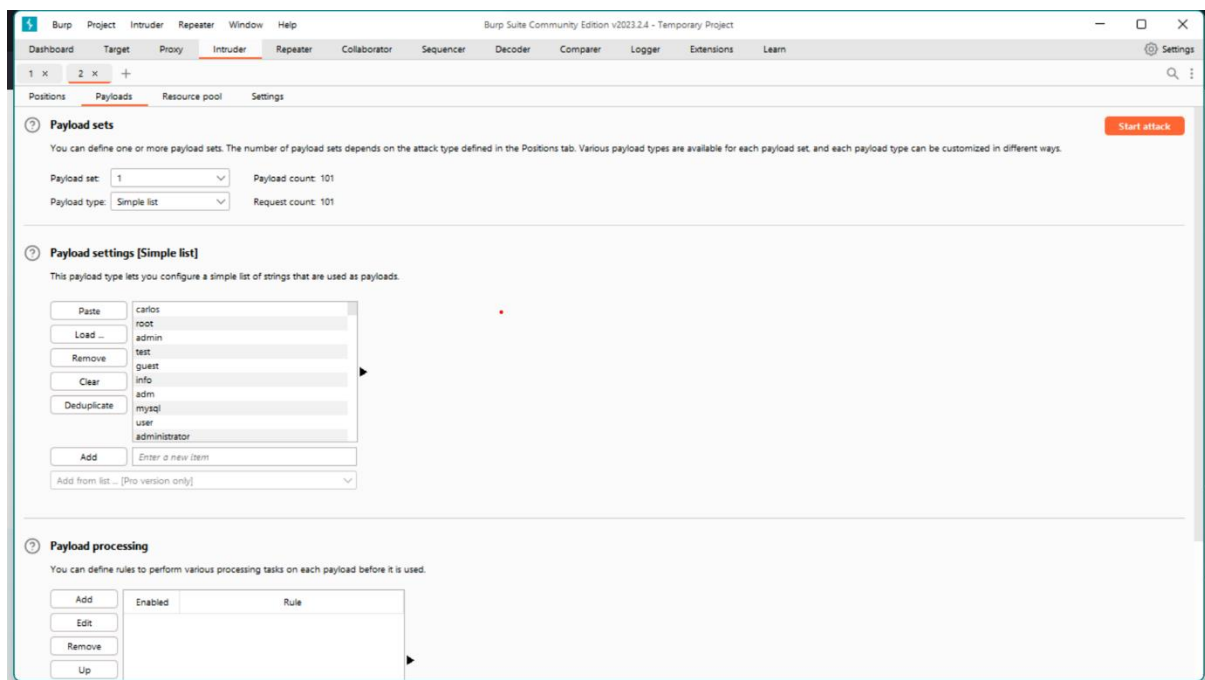 Burp Project Intruder Repeater Window Help Burp Suite Community Edition v2023.2.4 - Temporary Project
Dashboard Target Proxy Intruder Repeater Collaborator Sequencer Decoder Comparer Logger Extensions Learn Settings
1 × 2 × +
Positions Payloads Resource pool Settings
? Payload sets Start attack
You can define one or more payload sets. The number of payload sets depends on the attack type defined in the Positions tab. Various payload types are available for each payload set, and each payload type can be customized in different ways.
Payload set: 1 Payload count: 101
Payload type: Simple list Request count: 101
? Payload settings [Simple list]
This payload type lets you configure a simple list of strings that are used as payloads.
Paste
Load ...
Remove
Clear
Deduplicate
carlos
root
admin
test
guest
info
adm
mysql
user
administrator
Add Enter a new item
Add from list ... [Pro version only]
? Payload processing
You can define rules to perform various processing tasks on each payload before it is used.
Add
Edit
Remove
Up
Enabled Rule